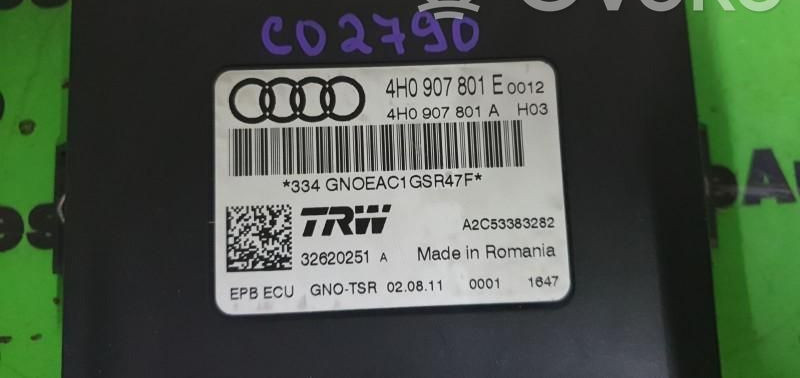 CO2790
4H0 907 801 E 0012
4H0 907 801 A H03
*334 GNOEAC1GSR47F*
TRW A2C53383282
32620251 A Made in Romania
EPB ECU GNO-TSR 02.08.11 0001 1647